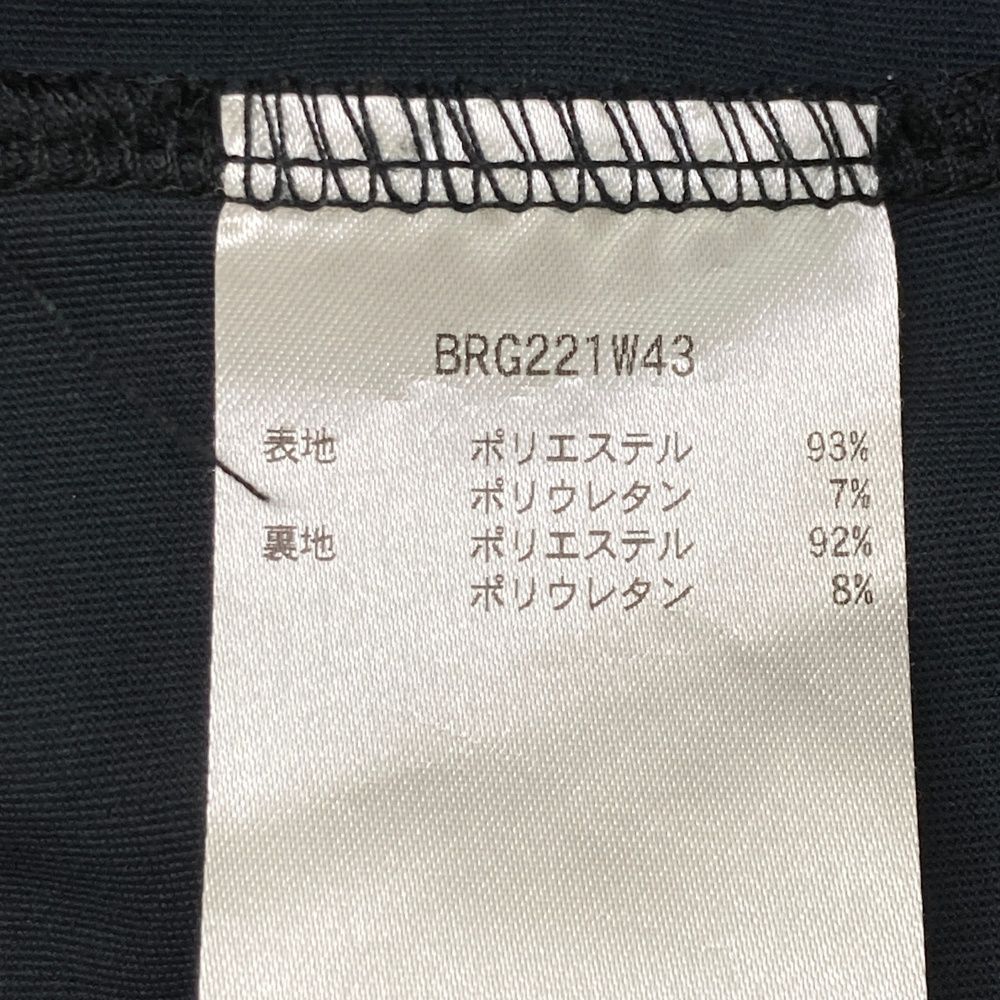 BRG221W43
表地 ポリエステル 93%
ポリウレタン 7%
裏地 ポリエステル 92%
ポリウレタン 8%